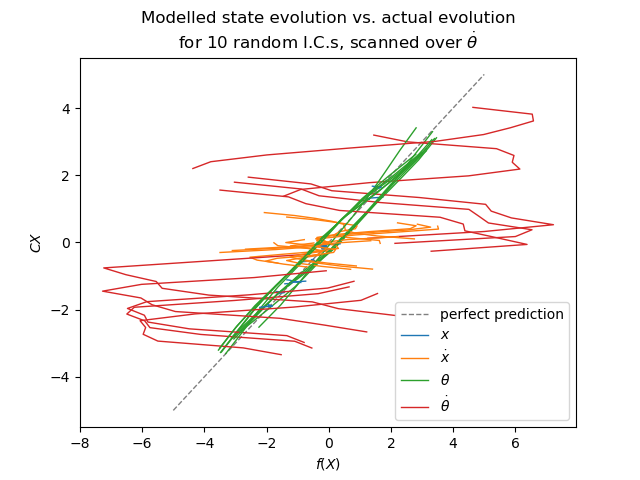 Modelled state evolution vs. actual evolution
for 10 random I.C.s, scanned over θ̇
CX
4
2
0
−2
−4
−8
−6
−4
−2
0
2
4
6
f(X)
perfect prediction
x
ẋ
θ
θ̇